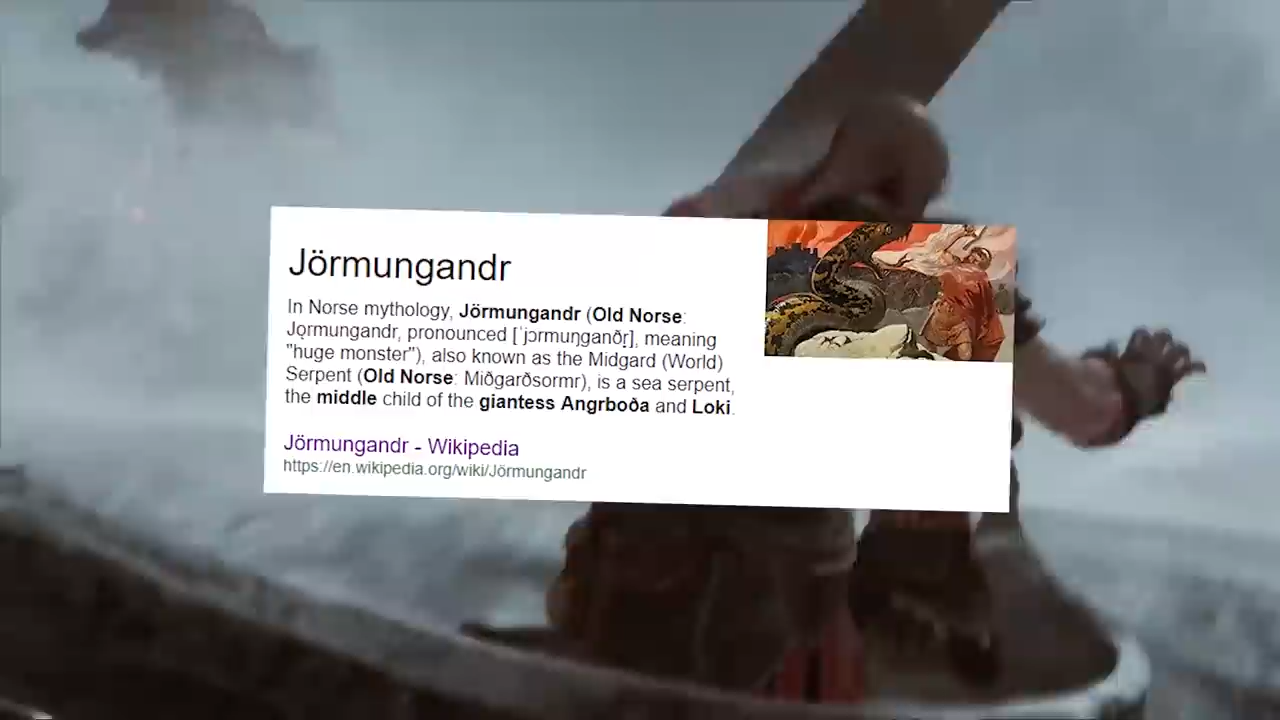 Jörmungandr
In Norse mythology, Jörmungandr (Old Norse:
Jǫrmungandr, pronounced [ˈjɔrmuŋganðr̩], meaning
"huge monster"), also known as the Midgard (World)
Serpent (Old Norse: Miðgarðsormr), is a sea serpent,
the middle child of the giantess Angrboða and Loki.
Jörmungandr - Wikipedia
https://en.wikipedia.org/wiki/Jörmungandr